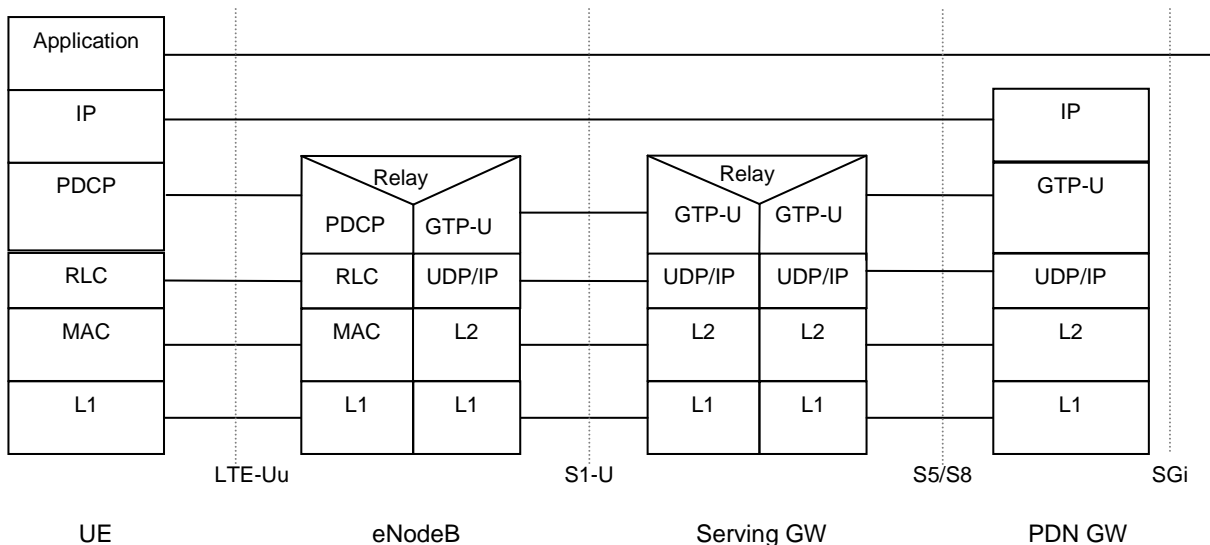 Application
IP
IP
PDCP
Relay
Relay
GTP-U
PDCP
GTP-U
GTP-U
GTP-U
RLC
RLC
UDP/IP
UDP/IP
UDP/IP
UDP/IP
MAC
MAC
L2
L2
L2
L2
L1
L1
L1
L1
L1
L1
LTE-Uu
S1-U
S5/S8
SGi
UE
eNodeB
Serving GW
PDN GW